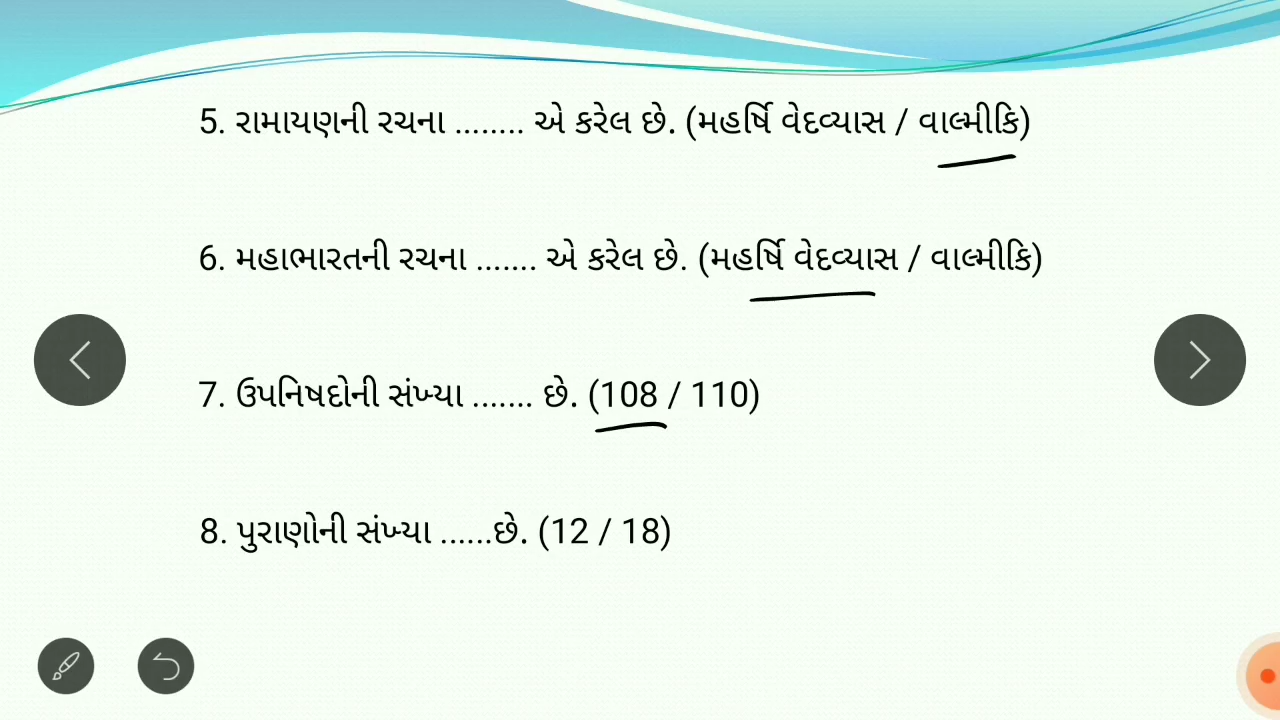 5. રામાયણની રચના ........ એ કરેલ છે. (મહર્ષિ વેદવ્યાસ / વાલ્મીકિ)
6. મહાભારતની રચના ....... એ કરેલ છે. (મહર્ષિ વેદવ્યાસ / વાલ્મીકિ)
7. ઉપનિષદોની સંખ્યા ....... છે. (108 / 110)
8. પુરાણોની સંખ્યા ......છે. (12 / 18)